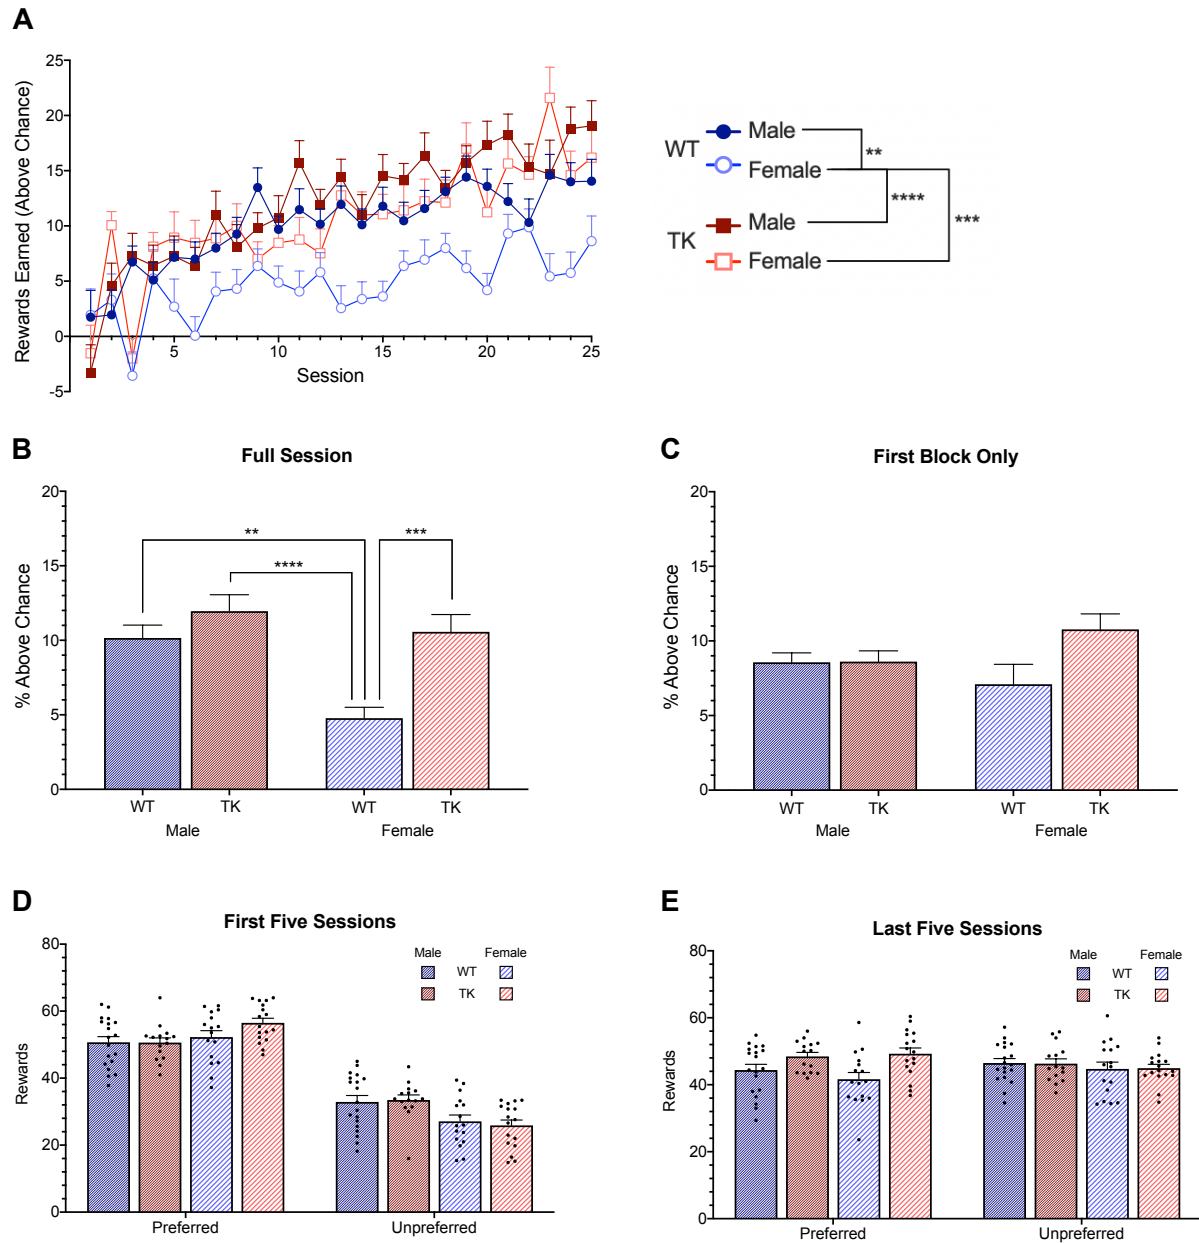 A
Rewards Earned (Above Chance)
25
20
15
10
5
0
-5
5 10 15 20 25
Session
WT
Male
Female
TK
Male
Female
**
****
***
B
Full Session
% Above Chance
20
15
10
5
0
**
***
****
WT TK WT TK
Male Female
C
First Block Only
% Above Chance
20
15
10
5
0
WT TK WT TK
Male Female
D
First Five Sessions
Rewards
80
60
40
20
0
Male Female
WT
TK
Preferred Unpreferred
E
Last Five Sessions
Rewards
80
60
40
20
0
Male Female
WT
TK
Preferred Unpreferred